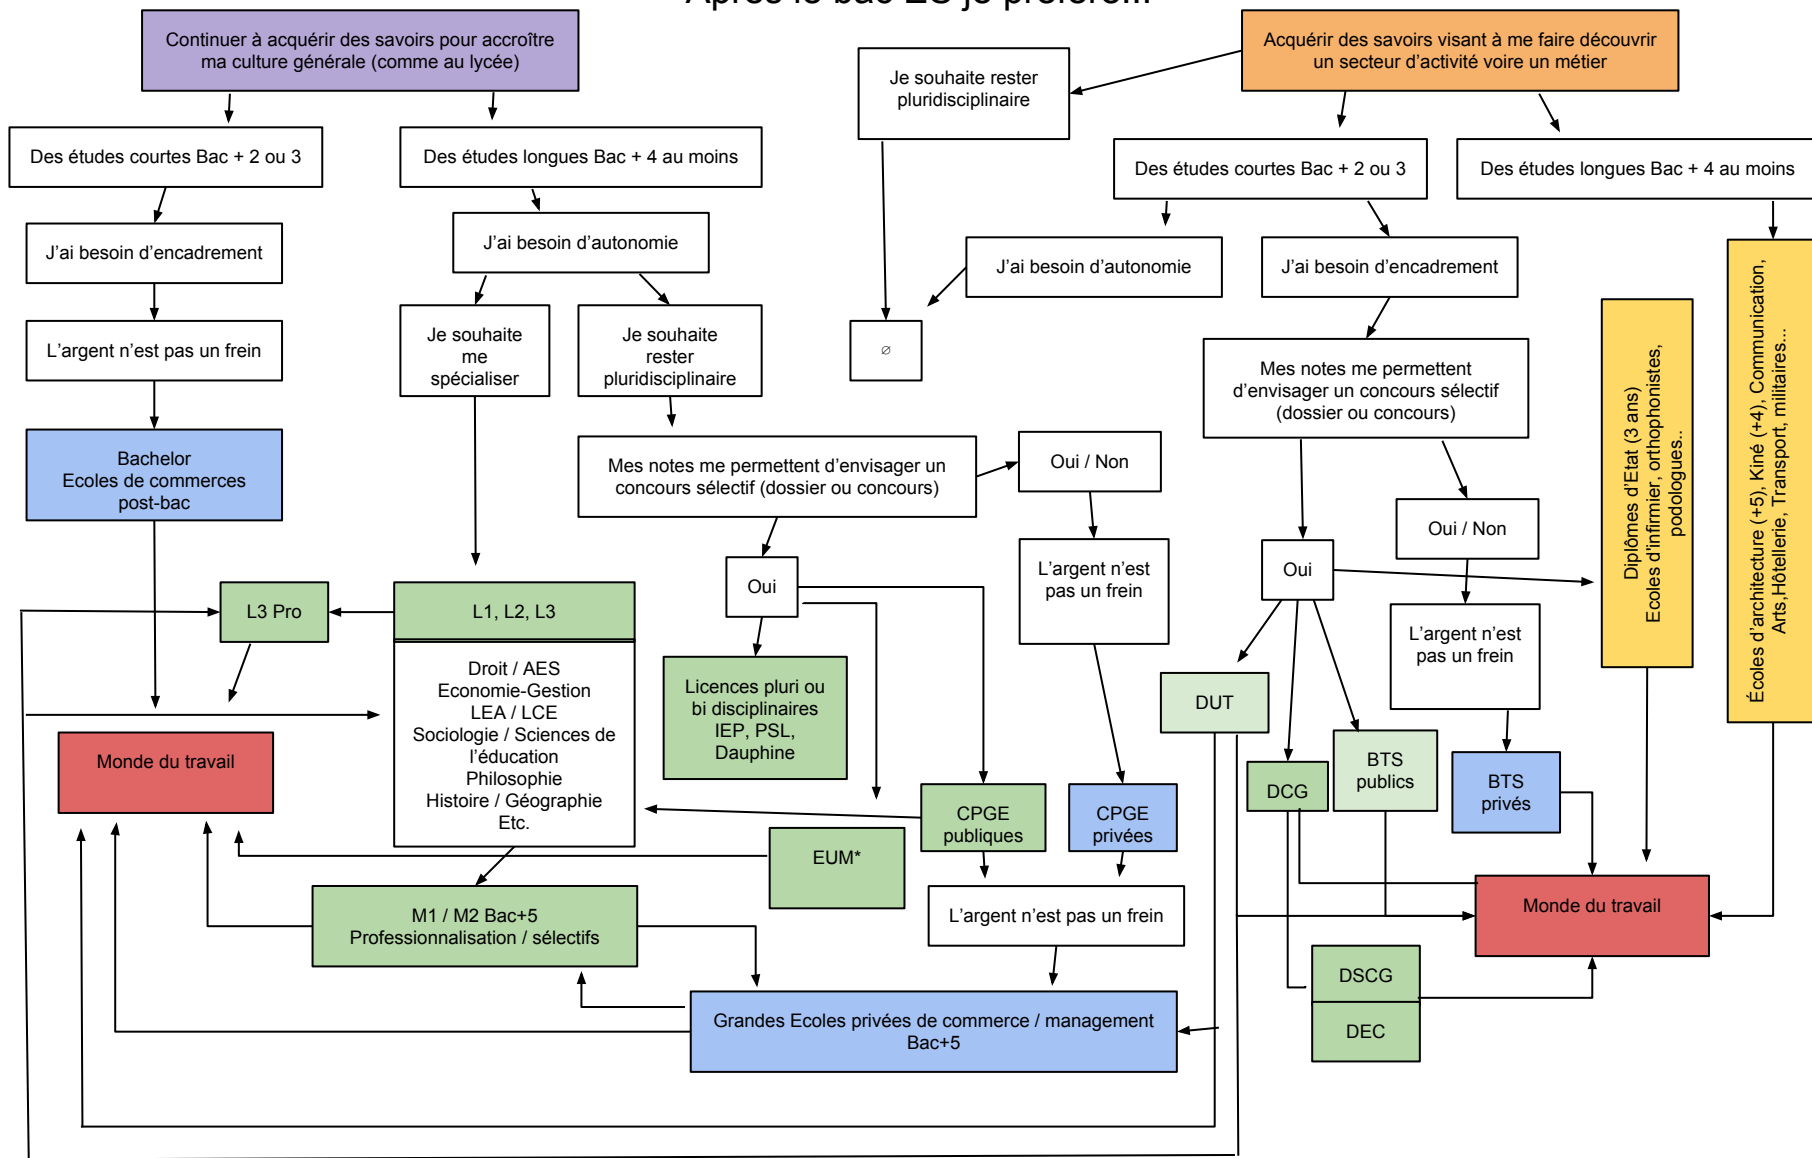 Après le bac ES je préfère...
Continuer à acquérir des savoirs pour accroître
ma culture générale (comme au lycée)
Acquérir des savoirs visant à me faire découvrir
un secteur d'activité voire un métier
Je souhaite rester
pluridisciplinaire
Des études courtes Bac + 2 ou 3
Des études longues Bac + 4 au moins
Des études courtes Bac + 2 ou 3
Des études longues Bac + 4 au moins
J'ai besoin d'encadrement
J'ai besoin d'autonomie
J'ai besoin d'autonomie
J'ai besoin d'encadrement
L'argent n'est pas un frein
Je souhaite
me
spécialiser
Je souhaite
rester
pluridisciplinaire
∅
Mes notes me permettent
d'envisager un concours sélectif
(dossier ou concours)
Diplômes d'Etat (3 ans)
Ecoles d'infirmier, orthophonistes,
podologues..
Écoles d'architecture (+5), Kiné (+4), Communication,
Arts,Hôtellerie, Transport, militaires...
Bachelor
Ecoles de commerces
post-bac
Mes notes me permettent d'envisager un
concours sélectif (dossier ou concours)
Oui / Non
Oui / Non
Oui
L'argent n'est
pas un frein
Oui
L3 Pro
L1, L2, L3
L'argent n'est
pas un frein
Droit / AES
Economie-Gestion
LEA / LCE
Sociologie / Sciences de
l'éducation
Philosophie
Histoire / Géographie
Etc.
Licences pluri ou
bi disciplinaires
IEP, PSL,
Dauphine
DUT
Monde du travail
DCG
BTS
publics
BTS
privés
CPGE
publiques
CPGE
privées
EUM*
M1 / M2 Bac+5
Professionnalisation / sélectifs
L'argent n'est pas un frein
Monde du travail
DSCG
DEC
Grandes Ecoles privées de commerce / management
Bac+5